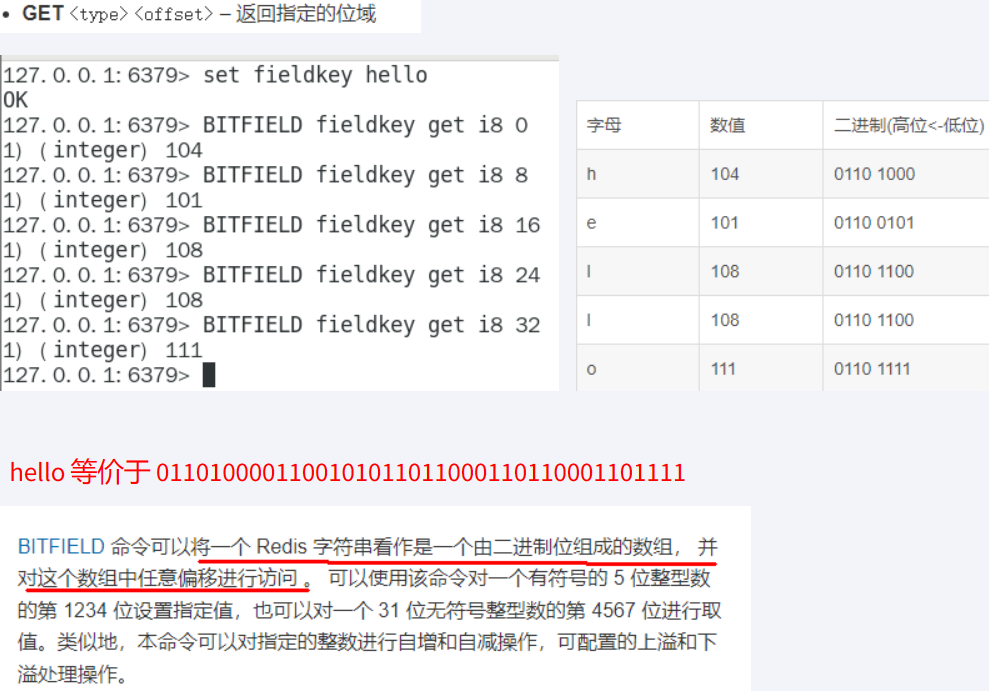 • GET <type> <offset> – 返回指定的位域
127.0.0.1:6379> set fieldkey hello
OK
127.0.0.1:6379> BITFIELD fieldkey get i8 0
1) (integer) 104
127.0.0.1:6379> BITFIELD fieldkey get i8 8
1) (integer) 101
127.0.0.1:6379> BITFIELD fieldkey get i8 16
1) (integer) 108
127.0.0.1:6379> BITFIELD fieldkey get i8 24
1) (integer) 108
127.0.0.1:6379> BITFIELD fieldkey get i8 32
1) (integer) 111
127.0.0.1:6379>
字母 数值 二进制(高位<-低位)
h 104 0110 1000
e 101 0110 0101
l 108 0110 1100
l 108 0110 1100
o 111 0110 1111
hello 等价于 0110100001100101011011000110110001101111
BITFIELD 命令可以将一个 Redis 字符串看作是一个由二进制位组成的数组， 并
对这个数组中任意偏移进行访问 。 可以使用该命令对一个有符号的 5 位整型数
的第 1234 位设置指定值，也可以对一个 31 位无符号整型数的第 4567 位进行取
值。类似地，本命令可以对指定的整数进行自增和自减操作，可配置的上溢和下
溢处理操作。